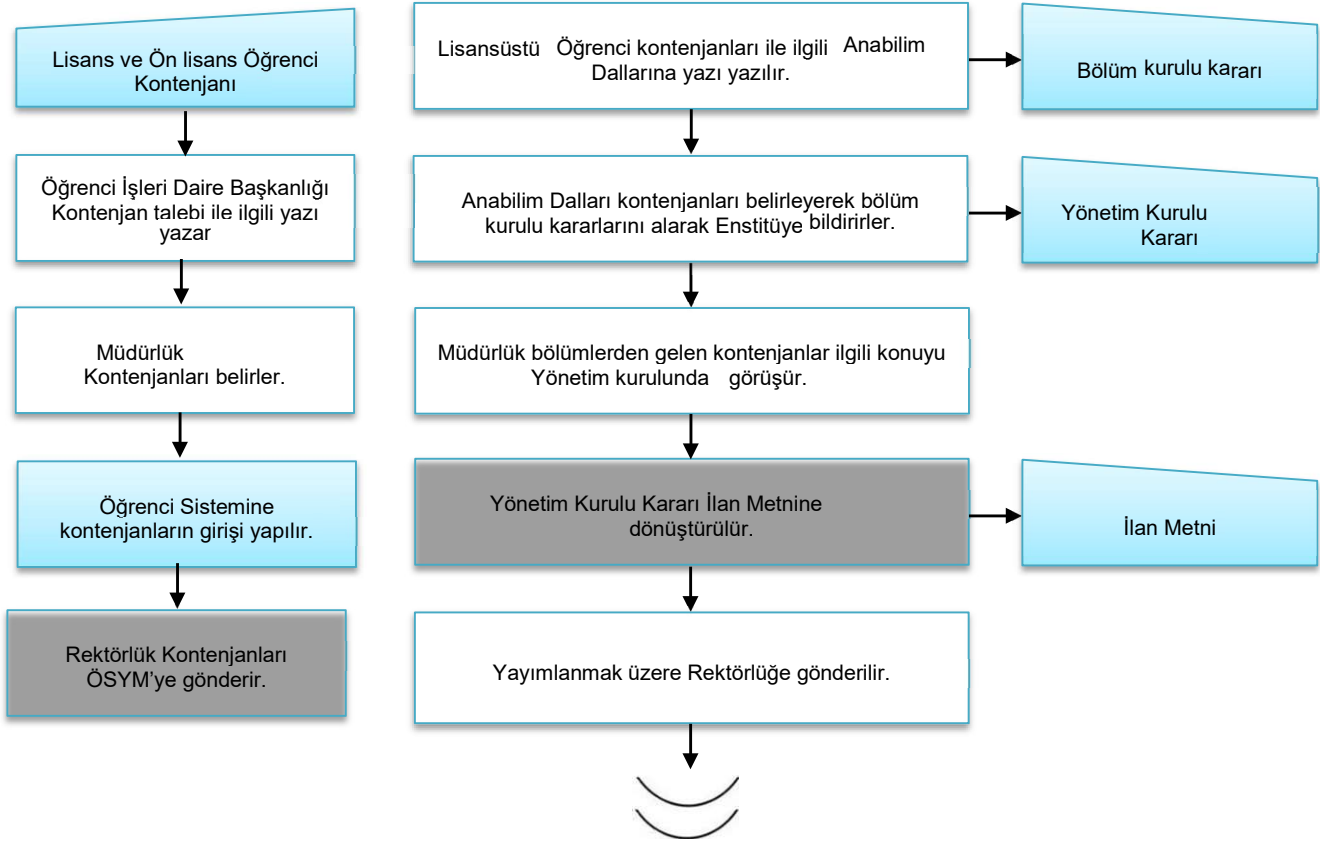 Lisans ve Ön lisans Öğrenci
Kontenjanı
Öğrenci İşleri Daire Başkanlığı
Kontenjan talebi ile ilgili yazı
yazar
Müdürlük
Kontenjanları belirler.
Öğrenci Sistemine
kontenjanların girişi yapılır.
Rektörlük Kontenjanları
ÖSYM’ye gönderir.
Lisansüstü Öğrenci kontenjanları ile ilgili Anabilim
Dallarına yazı yazılır.
Bölüm kurulu kararı
Anabilim Dalları kontenjanları belirleyerek bölüm
kurulu kararlarını alarak Enstitüye bildirirler.
Yönetim Kurulu
Kararı
Müdürlük bölümlerden gelen kontenjanlar ilgili konuyu
Yönetim kurulunda görüşür.
Yönetim Kurulu Kararı İlan Metnine
dönüştürülür.
İlan Metni
Yayımlanmak üzere Rektörlüğe gönderilir.